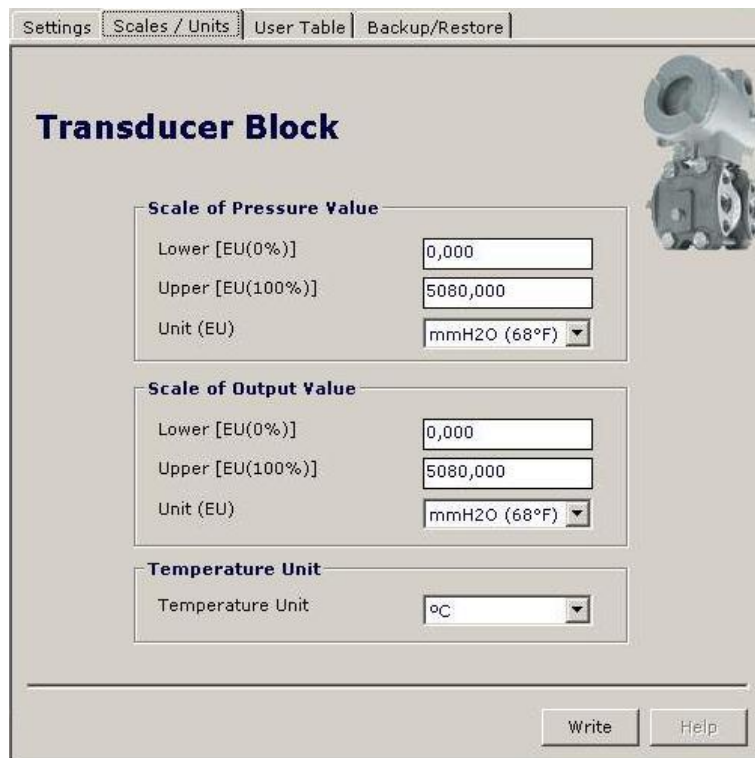 Settings Scales / Units User Table Backup/Restore
Transducer Block
Scale of Pressure Value
Lower [EU(0%)] 0,000
Upper [EU(100%)] 5080,000
Unit (EU) mmH2O (68°F)
Scale of Output Value
Lower [EU(0%)] 0,000
Upper [EU(100%)] 5080,000
Unit (EU) mmH2O (68°F)
Temperature Unit
Temperature Unit ºC
Write Help